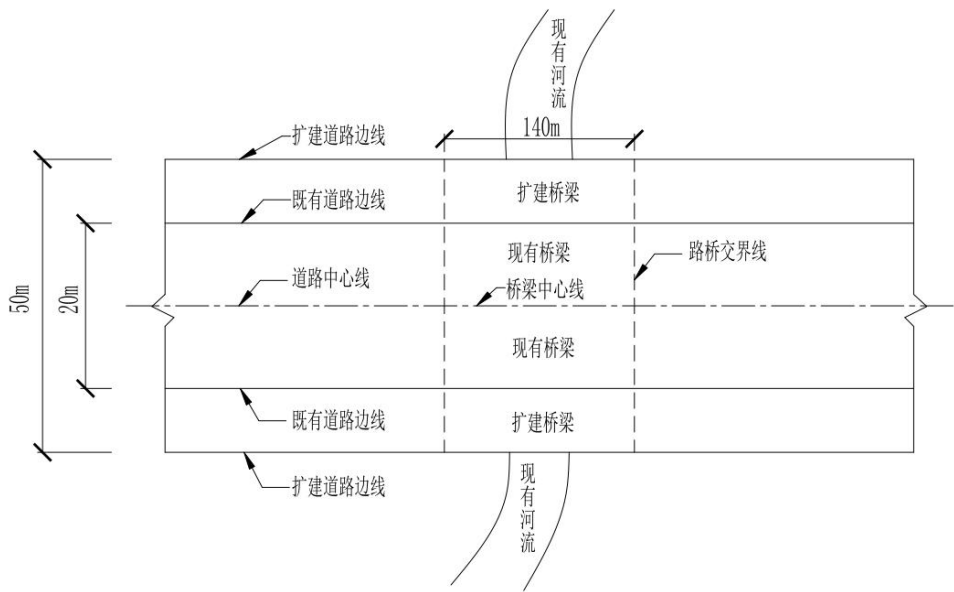 现有河流
140m
扩建道路边线
扩建桥梁
既有道路边线
现有桥梁
路桥交界线
道路中心线
桥梁中心线
50m
20m
现有桥梁
既有道路边线
扩建桥梁
扩建道路边线
现有河流